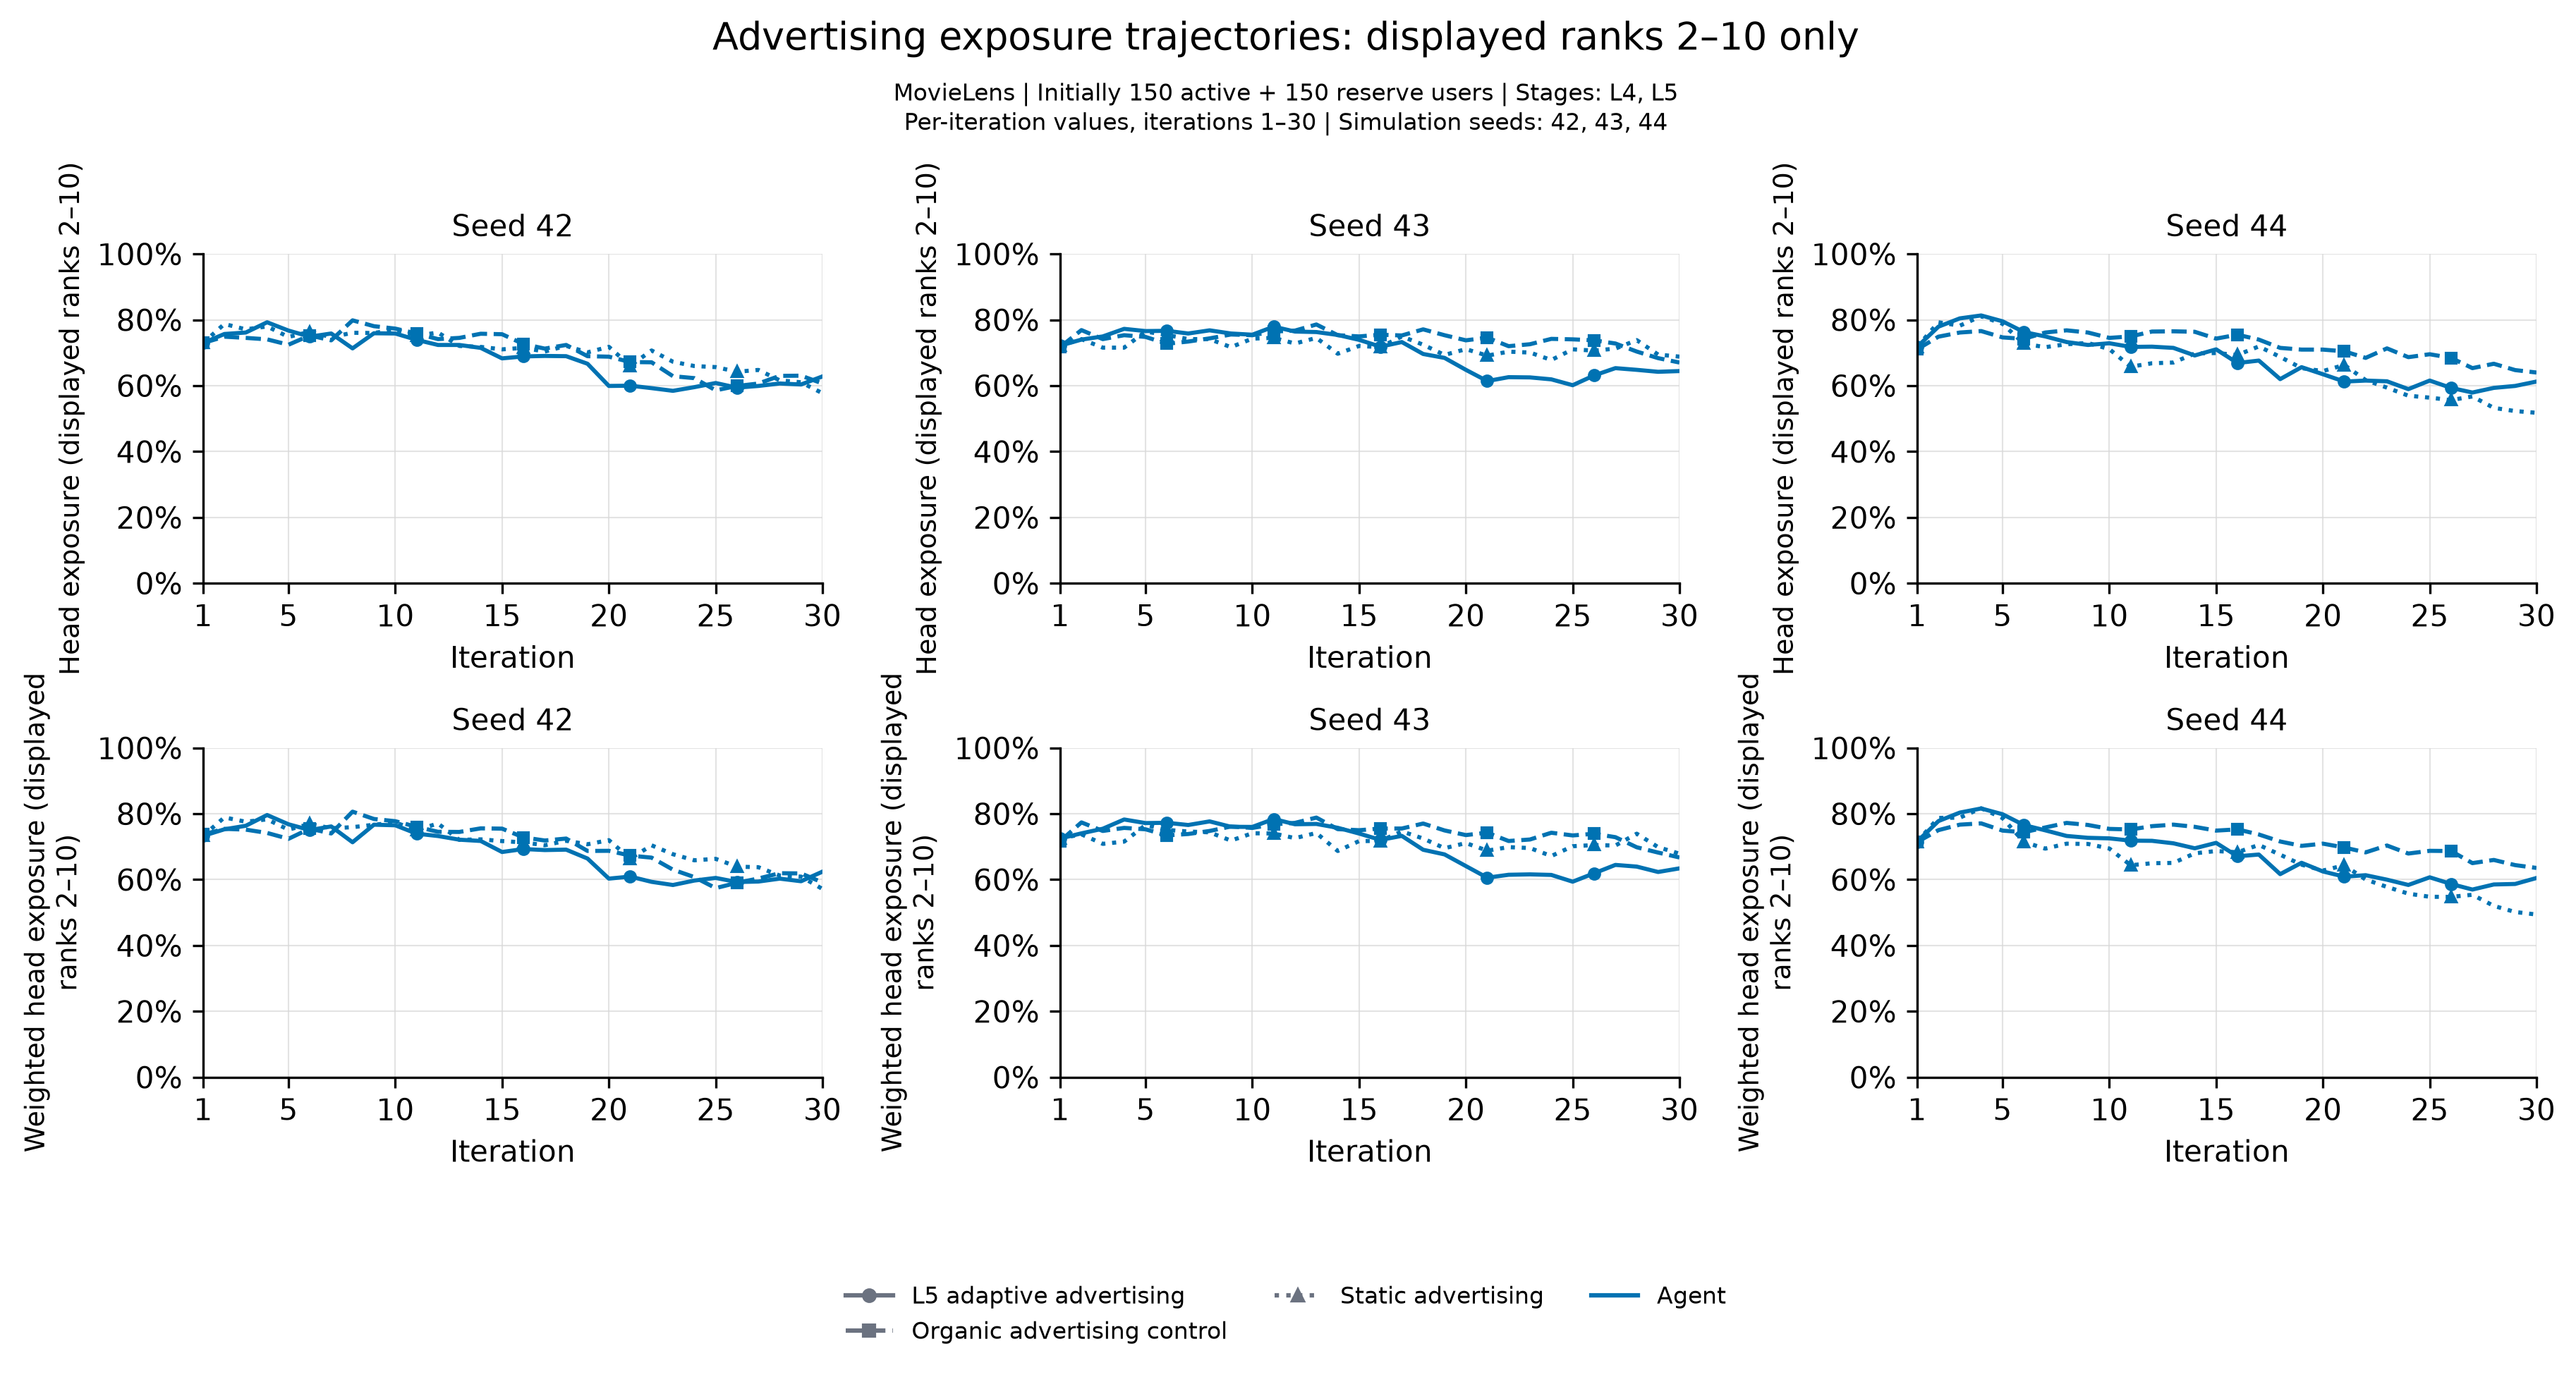 Advertising exposure trajectories: displayed ranks 2–10 only
MovieLens | Initially 150 active + 150 reserve users | Stages: L4, L5
Per-iteration values, iterations 1–30 | Simulation seeds: 42, 43, 44
Head exposure (displayed ranks 2–10)
Seed 42
100%
80%
60%
40%
20%
0%
1 5 10 15 20 25 30
Iteration
Head exposure (displayed ranks 2–10)
Seed 43
100%
80%
60%
40%
20%
0%
1 5 10 15 20 25 30
Iteration
Head exposure (displayed ranks 2–10)
Seed 44
100%
80%
60%
40%
20%
0%
1 5 10 15 20 25 30
Iteration
Weighted head exposure (displayed
ranks 2–10)
Seed 42
100%
80%
60%
40%
20%
0%
1 5 10 15 20 25 30
Iteration
Weighted head exposure (displayed
ranks 2–10)
Seed 43
100%
80%
60%
40%
20%
0%
1 5 10 15 20 25 30
Iteration
Weighted head exposure (displayed
ranks 2–10)
Seed 44
100%
80%
60%
40%
20%
0%
1 5 10 15 20 25 30
Iteration
L5 adaptive advertising
Organic advertising control
Static advertising
Agent